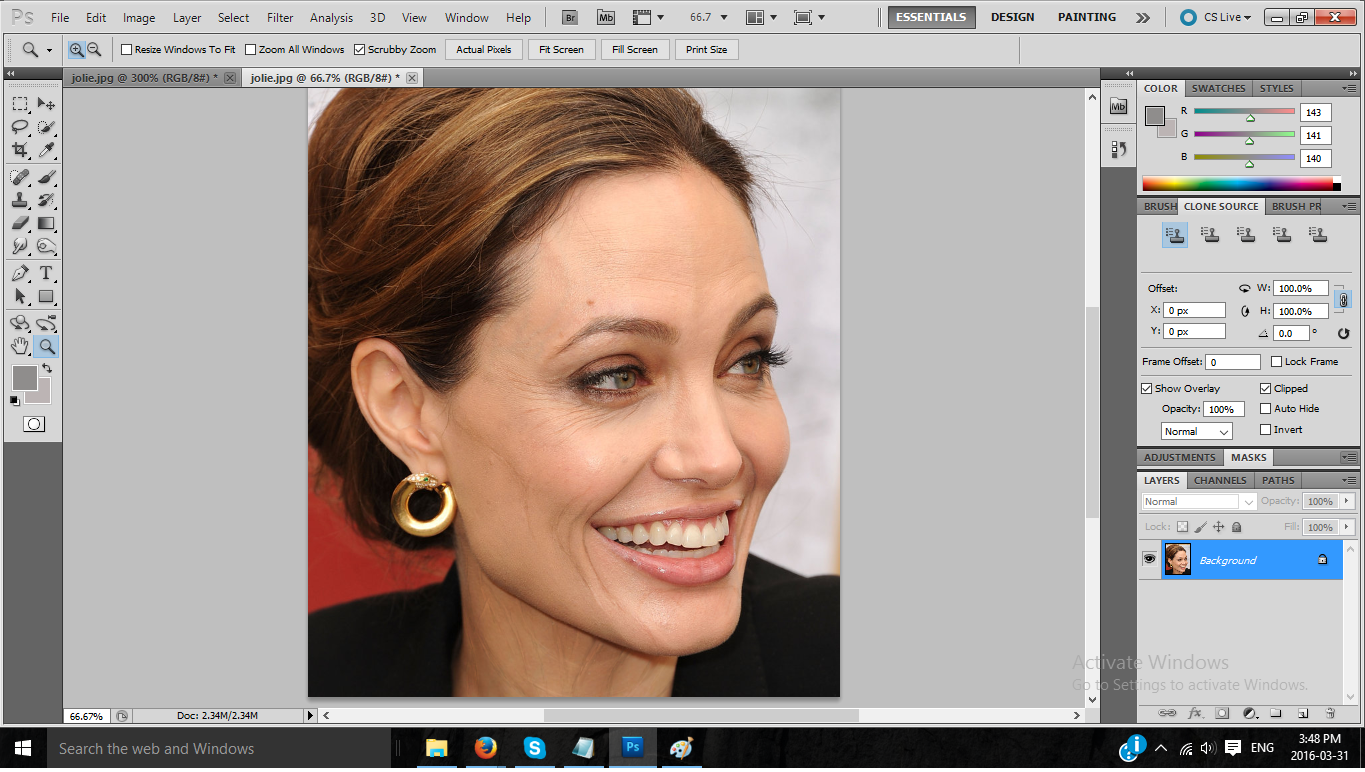 Ps File Edit Image Layer Select Filter Analysis 3D View Window Help Br Mb 66.7 ESSENTIALS DESIGN PAINTING CS Live
Resize Windows To Fit Zoom All Windows Scrubby Zoom Actual Pixels Fit Screen Fill Screen Print Size
jolie.jpg @ 300% (RGB/8#) * jolie.jpg @ 66.7% (RGB/8#) *
Mb
COLOR SWATCHES STYLES
R 143
G 141
B 140
BRUSH CLONE SOURCE BRUSH PR
Offset: W: 100.0%
X: 0 px H: 100.0%
Y: 0 px 0.0 °
Frame Offset: 0 Lock Frame
Show Overlay Clipped
Opacity: 100% Auto Hide
Normal Invert
ADJUSTMENTS MASKS
LAYERS CHANNELS PATHS
Normal Opacity: 100%
Lock: Fill: 100%
Background
T
Activate Windows
Go to Settings to activate Windows.
66.67% Doc: 2.34M/2.34M
fx
Search the web and Windows
S Ps
ENG
3:48 PM
2016-03-31